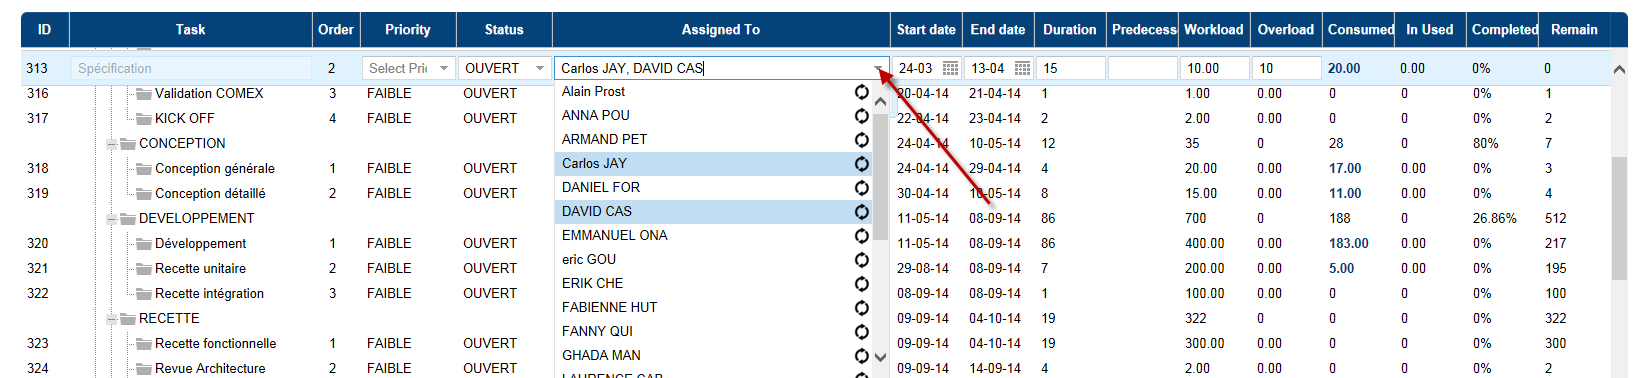 ID Task Order Priority Status Assigned To Start date End date Duration Predecess Workload Overload Consumed In Used Completed Remain
313 Spécification 2 Select Pri OUVERT Carlos JAY, DAVID CAS 24-03 13-04 15 10.00 10 20.00 0.00 0% 0
316 Validation COMEX 3 FAIBLE OUVERT Alain Prost 20-04-14 21-04-14 1 1.00 0.00 0 0 0% 1
317 KICK OFF 4 FAIBLE OUVERT ANNA POU 22-04-14 23-04-14 2 2.00 0.00 0 0 0% 2
CONCEPTION ARMAND PET 24-04-14 10-05-14 12 35 0 28 0 80% 7
318 Conception générale 1 FAIBLE OUVERT Carlos JAY 24-04-14 29-04-14 4 20.00 0.00 17.00 0.00 0% 3
319 Conception détaillé 2 FAIBLE OUVERT DANIEL FOR 30-04-14 10-05-14 8 15.00 0.00 11.00 0.00 0% 4
DEVELOPPEMENT DAVID CAS 11-05-14 08-09-14 86 700 0 188 0 26.86% 512
320 Développement 1 FAIBLE OUVERT EMMANUEL ONA 11-05-14 08-09-14 86 400.00 0.00 183.00 0.00 0% 217
321 Recette unitaire 2 FAIBLE OUVERT eric GOU 29-08-14 08-09-14 7 200.00 0.00 5.00 0.00 0% 195
322 Recette intégration 3 FAIBLE OUVERT ERIK CHE 08-09-14 08-09-14 1 100.00 0.00 0 0 0% 100
RECETTE FABIENNE HUT 09-09-14 04-10-14 19 322 0 0 0 0% 322
FANNY QUI
323 Recette fonctionnelle 1 FAIBLE OUVERT GHADA MAN 09-09-14 04-10-14 19 300.00 0.00 0 0 0% 300
324 Revue Architecture 2 FAIBLE OUVERT LAURENCE CAR 09-09-14 14-09-14 4 2.00 0.00 0 0 0% 2